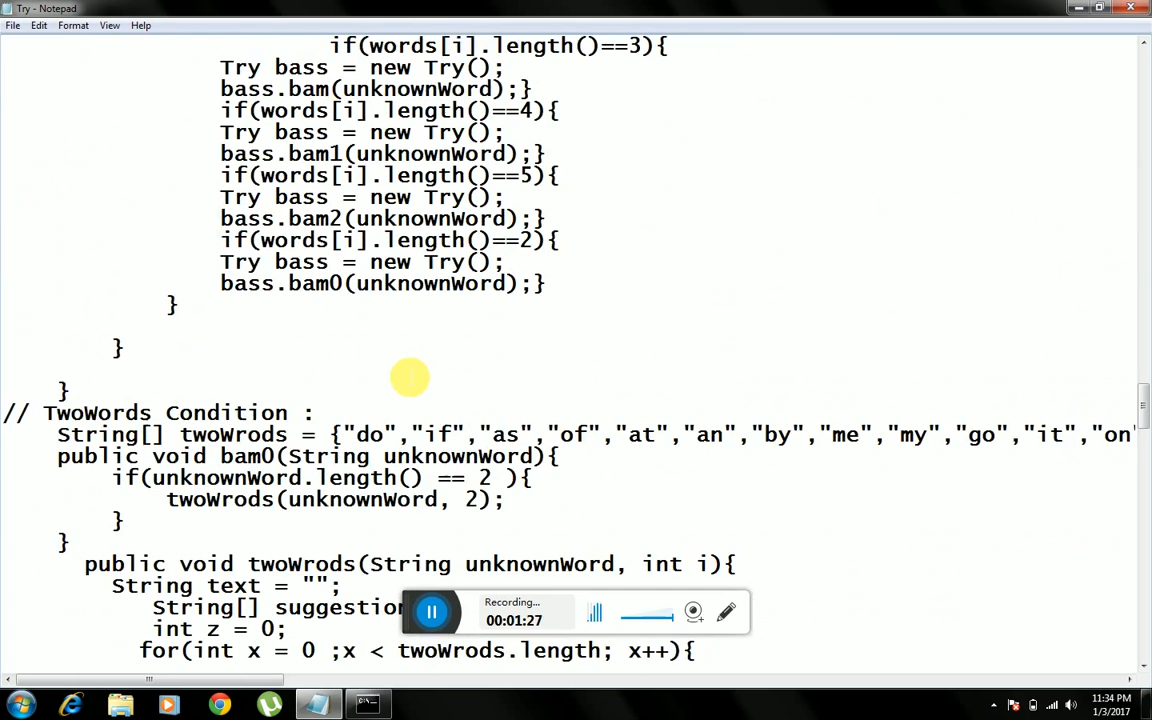 Try - Notepad
File Edit Format View Help
if(words[i].length()==3){
Try bass = new Try();
bass.bam(unknownWord);}
if(words[i].length()==4){
Try bass = new Try();
bass.bam1(unknownWord);}
if(words[i].length()==5){
Try bass = new Try();
bass.bam2(unknownWord);}
if(words[i].length()==2){
Try bass = new Try();
bass.bam0(unknownWord);}
}
}
}
// TwoWords Condition :
String[] twoWrods = {"do","if","as","of","at","an","by","me","my","go","it","on"
public void bam0(String unknownWord){
if(unknownWord.length() == 2 ){
twoWrods(unknownWord, 2);
}
}
public void twoWrods(String unknownWord, int i){
String text = "";
String[] suggestion
int z = 0;
for(int x = 0 ;x < twoWrods.length; x++){
Recording...
00:01:27
11:34 PM
1/3/2017